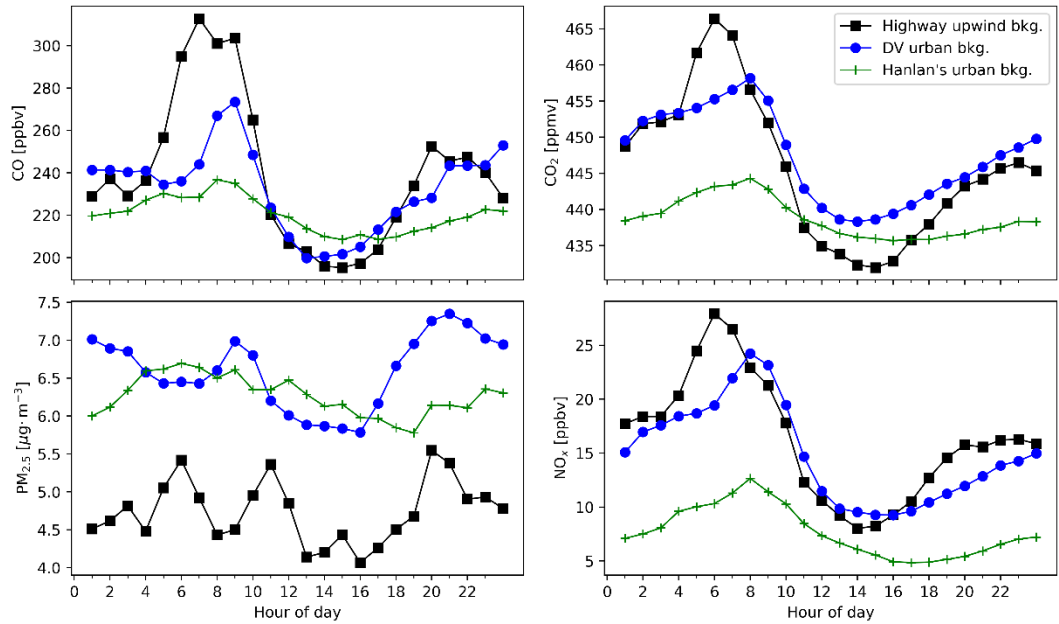 300
280
260
240
220
200
CO [ppbv]
465
460
455
450
445
440
435
CO₂ [ppmv]
Highway upwind bkg.
DV urban bkg.
Hanlan's urban bkg.
7.5
7.0
6.5
6.0
5.5
5.0
4.5
4.0
PM₂.₅ [μg·m⁻³]
0 2 4 6 8 10 12 14 16 18 20 22
Hour of day
25
20
15
10
5
NOₓ [ppbv]
0 2 4 6 8 10 12 14 16 18 20 22
Hour of day